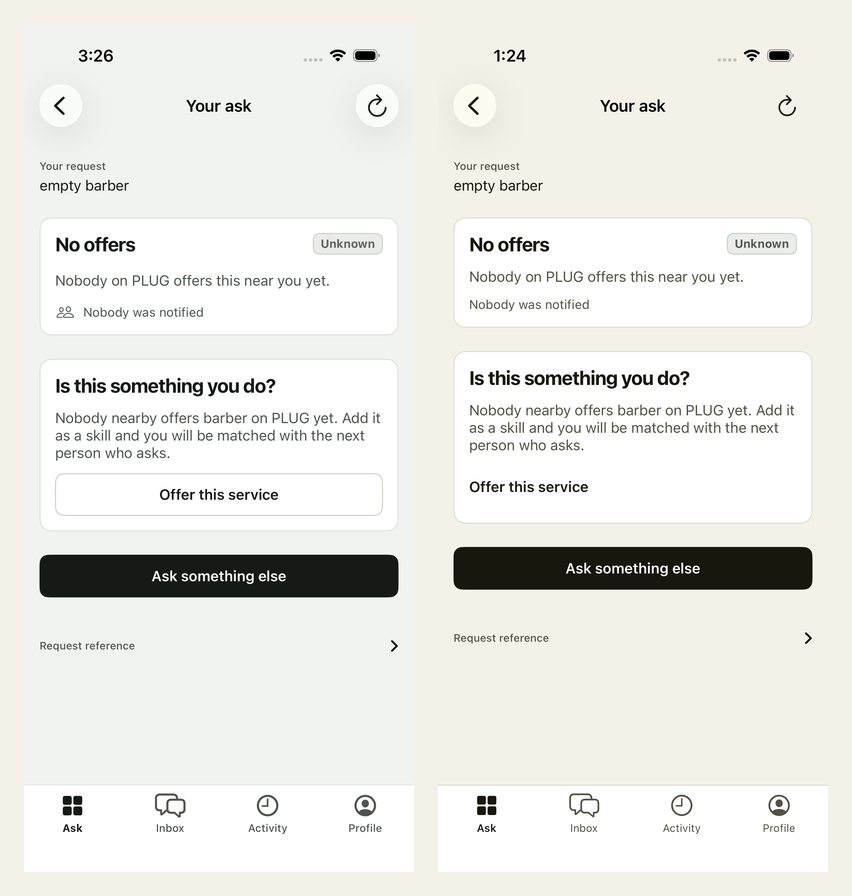 3:26
Your ask
Your request
empty barber
No offers
Unknown
Nobody on PLUG offers this near you yet.
Nobody was notified
Is this something you do?
Nobody nearby offers barber on PLUG yet. Add it
as a skill and you will be matched with the next
person who asks.
Offer this service
Ask something else
Request reference
Ask
Inbox
Activity
Profile
1:24
Your ask
Your request
empty barber
No offers
Unknown
Nobody on PLUG offers this near you yet.
Nobody was notified
Is this something you do?
Nobody nearby offers barber on PLUG yet. Add it
as a skill and you will be matched with the next
person who asks.
Offer this service
Ask something else
Request reference
Ask
Inbox
Activity
Profile